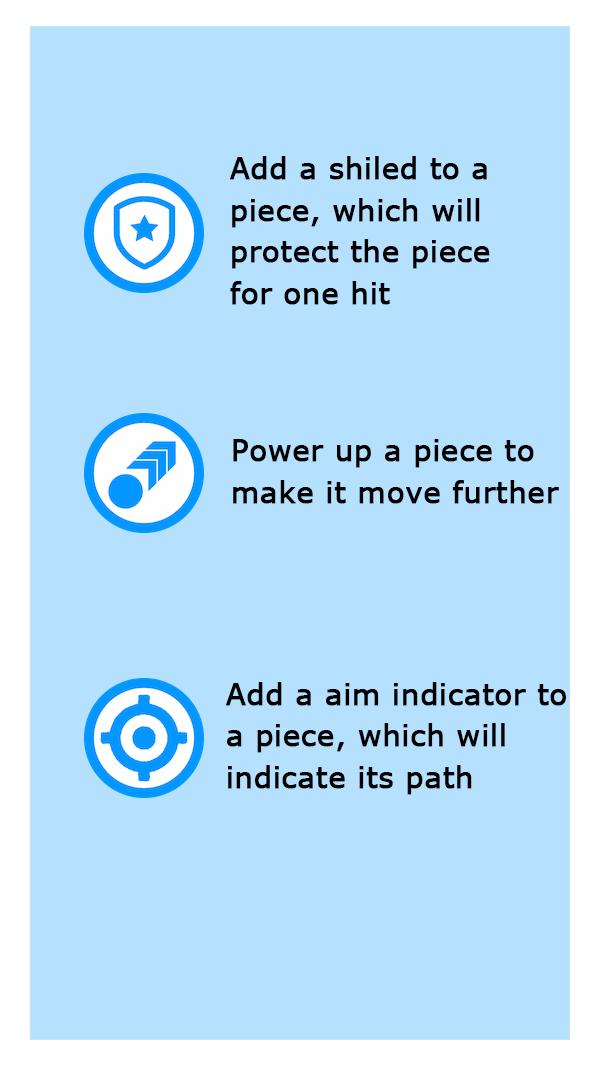 Add a shiled to a
piece, which will
protect the piece
for one hit
Power up a piece to
make it move further
Add a aim indicator to
a piece, which will
indicate its path